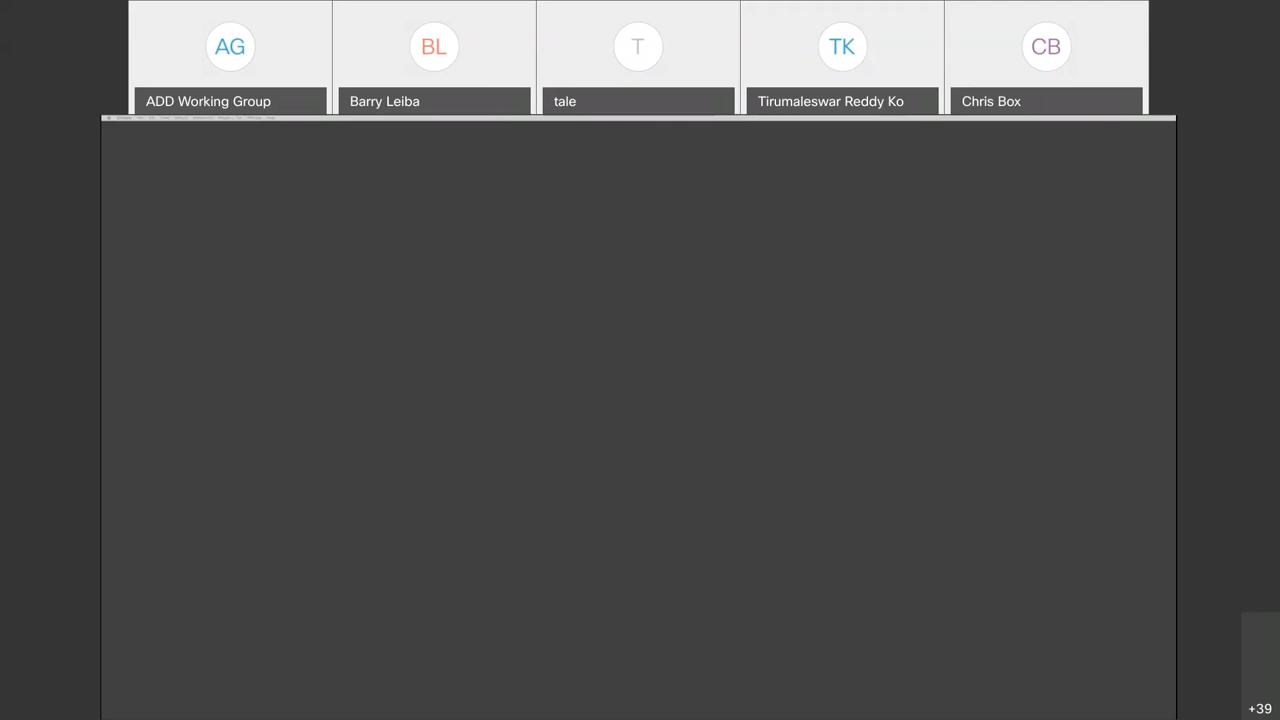 AG
BL
T
TK
CB
ADD Working Group
Barry Leiba
tale
Tirumaleswar Reddy Ko
Chris Box
+39